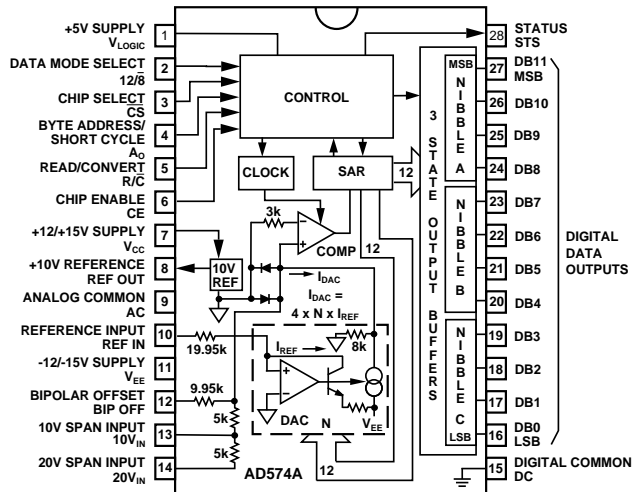 +5V SUPPLY
VLOGIC
1
DATA MODE SELECT
12/8̅
2
CHIP SELECT
C̅S̅
3
BYTE ADDRESS/
SHORT CYCLE
AO
4
READ/CONVERT
R/C̅
5
CHIP ENABLE
CE
6
+12/+15V SUPPLY
VCC
7
+10V REFERENCE
REF OUT
8
ANALOG COMMON
AC
9
REFERENCE INPUT
REF IN
10
-12/-15V SUPPLY
VEE
11
BIPOLAR OFFSET
BIP OFF
12
10V SPAN INPUT
10VIN
13
20V SPAN INPUT
20VIN
14
CONTROL
CLOCK
SAR
12
3k
COMP
12
10V
REF
IDAC
IDAC =
4 x N x IREF
19.95k
IREF
8k
9.95k
DAC
N
VEE
5k
5k
12
AD574A
3 STATE OUTPUT BUFFERS
MSB
NIBBLE A
NIBBLE B
NIBBLE C
LSB
28
STATUS
STS
27
DB11
MSB
26
DB10
25
DB9
24
DB8
23
DB7
22
DB6
21
DB5
20
DB4
19
DB3
18
DB2
17
DB1
16
DB0
LSB
15
DIGITAL COMMON
DC
DIGITAL
DATA
OUTPUTS